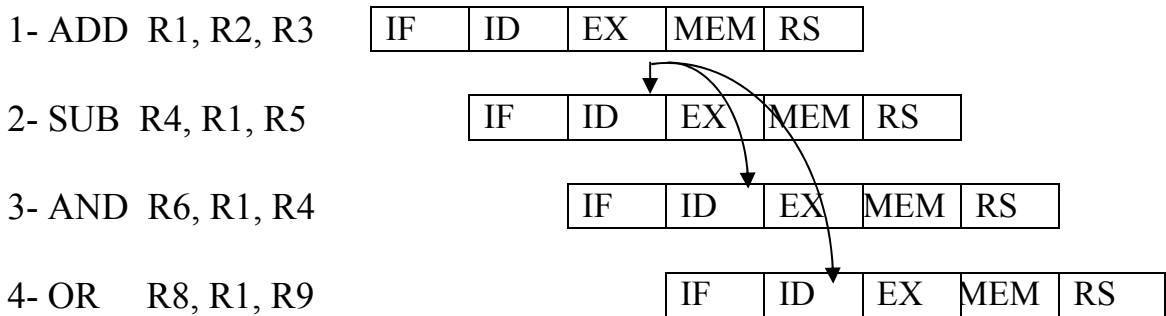 1- ADD R1, R2, R3 IF ID EX MEM RS
2- SUB R4, R1, R5 IF ID EX MEM RS
3- AND R6, R1, R4 IF ID EX MEM RS
4- OR R8, R1, R9 IF ID EX MEM RS